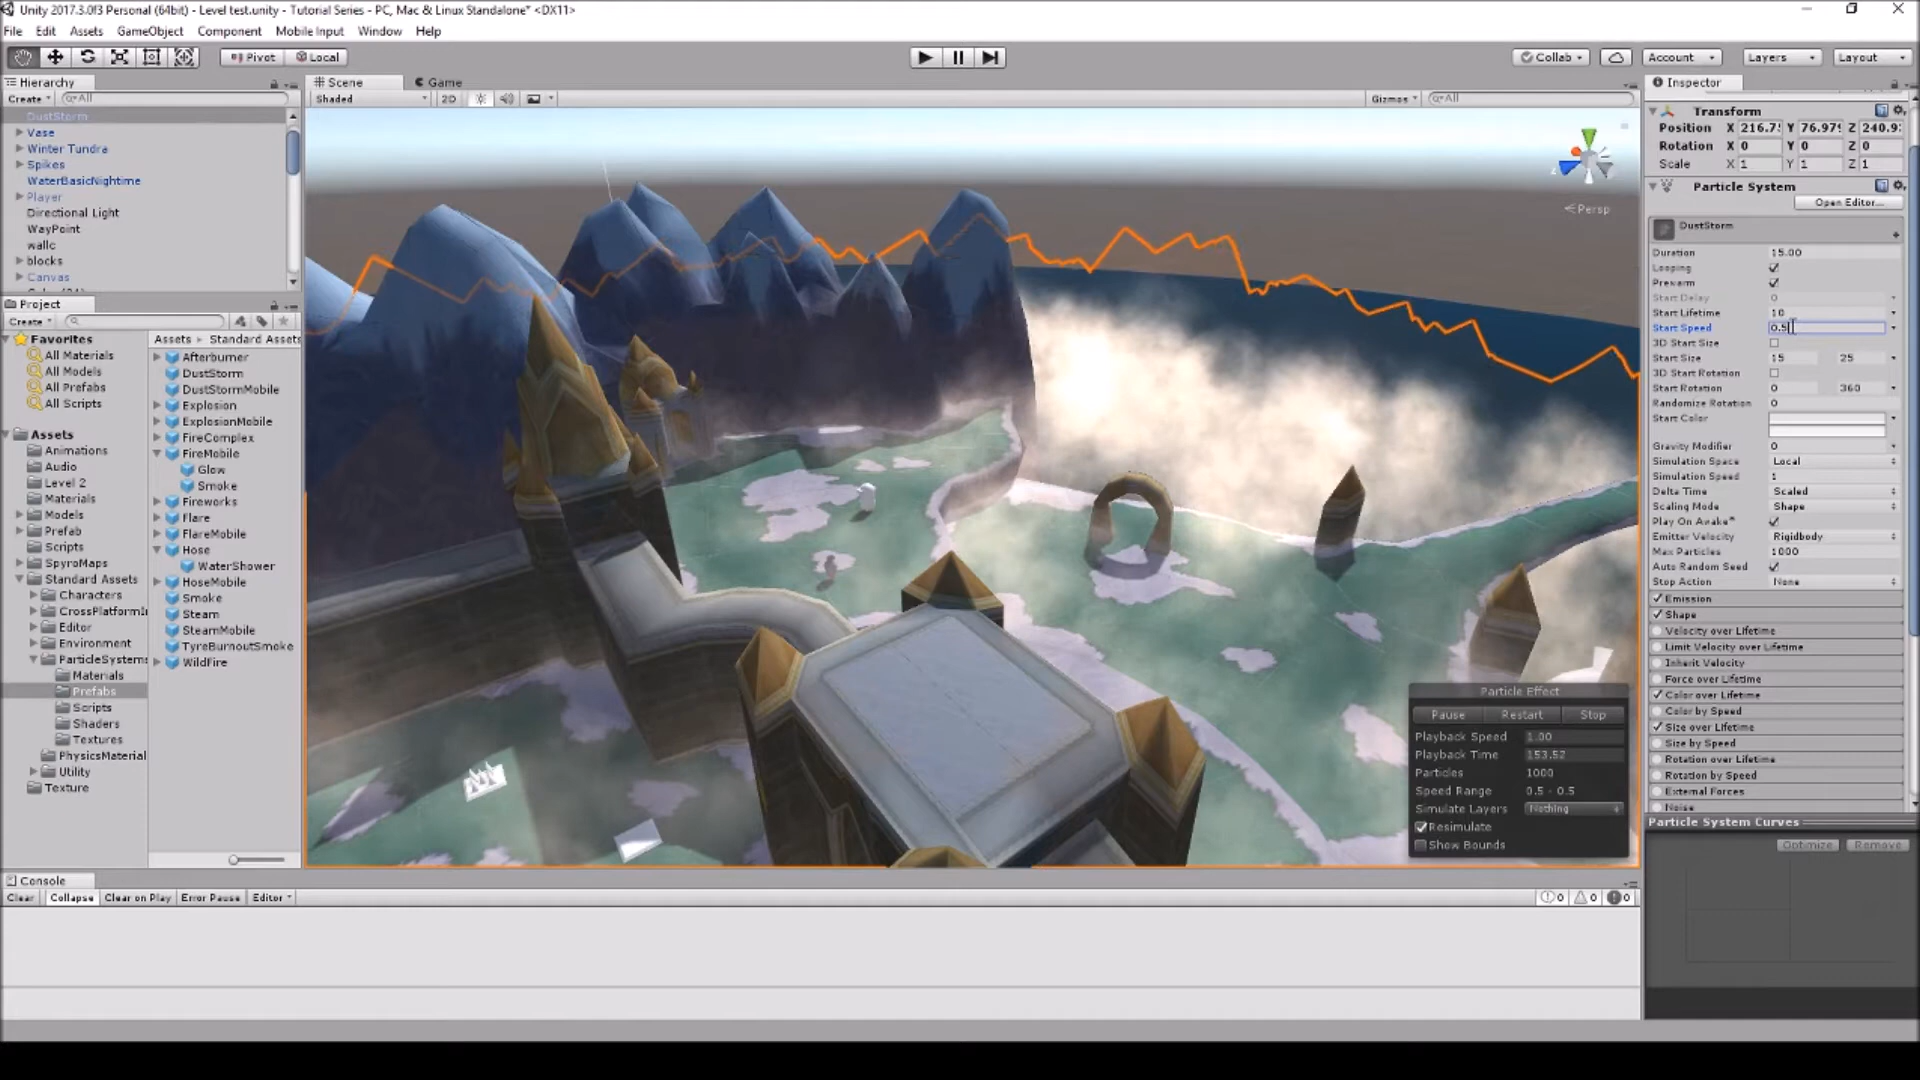 Unity 2017.3.0f3 Personal (64bit) - Level test.unity - Tutorial Series - PC, Mac & Linux Standalone* <DX11>
File Edit Assets GameObject Component Mobile Input Window Help
Pivot Local Collab Account Layers Layout
Hierarchy
Create All
DustStorm
Vase
Winter Tundra
Spikes
WaterBasicNightime
Player
Directional Light
WayPoint
wallc
blocks
Canvas
Project
Create
Favorites
All Materials
All Models
All Prefabs
All Scripts
Assets
Animations
Audio
Level 2
Materials
Models
Prefab
Scripts
SpyroMaps
Standard Assets
Characters
CrossPlatformI
Editor
Environment
ParticleSystems
Materials
Prefabs
Scripts
Shaders
Textures
PhysicsMaterial
Utility
Texture
Assets Standard Assets
Afterburner
DustStorm
DustStormMobile
Explosion
ExplosionMobile
FireComplex
FireMobile
Glow
Smoke
Fireworks
Flare
FlareMobile
Hose
WaterShower
HoseMobile
Smoke
Steam
SteamMobile
TyreBurnoutSmoke
WildFire
Scene Game
Shaded 2D Gizmos All
Persp
Particle Effect
Pause Restart Stop
Playback Speed 1.00
Playback Time 153.52
Particles 1000
Speed Range 0.5 - 0.5
Simulate Layers Nothing
Resimulate
Show Bounds
Inspector
Transform
Position X 216.7 Y 76.979 Z 240.9
Rotation X 0 Y 0 Z 0
Scale X 1 Y 1 Z 1
Particle System
Open Editor...
DustStorm
Duration 15.00
Looping
Prewarm
Start Delay 0
Start Lifetime 10
Start Speed 0.5
3D Start Size
Start Size 15 25
3D Start Rotation
Start Rotation 0 360
Randomize Rotation 0
Start Color
Gravity Modifier 0
Simulation Space Local
Simulation Speed 1
Delta Time Scaled
Scaling Mode Shape
Play On Awake*
Emitter Velocity Rigidbody
Max Particles 1000
Auto Random Seed
Stop Action None
Emission
Shape
Velocity over Lifetime
Limit Velocity over Lifetime
Inherit Velocity
Force over Lifetime
Color over Lifetime
Color by Speed
Size over Lifetime
Size by Speed
Rotation over Lifetime
Rotation by Speed
External Forces
Noise
Particle System Curves
Optimize Remove
Console
Clear Collapse Clear on Play Error Pause Editor 0 0 0